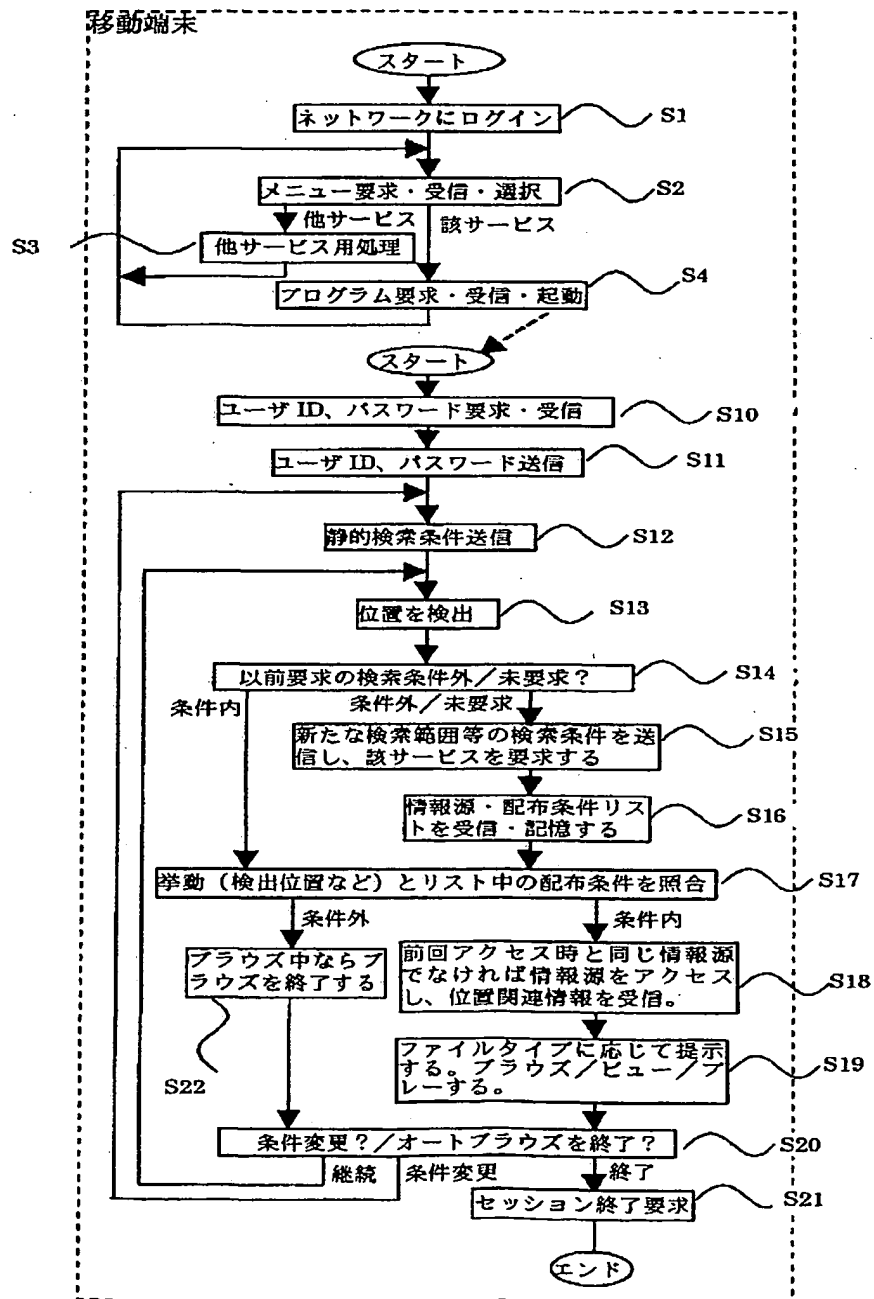 移動端末
スタート
ネットワークにログイン
S1
メニュー要求・受信・選択
S2
他サービス
該サービス
S3
他サービス用処理
プログラム要求・受信・起動
S4
スタート
ユーザ ID、パスワード要求・受信
S10
ユーザ ID、パスワード送信
S11
静的検索条件送信
S12
位置を検出
S13
以前要求の検索条件外／未要求？
S14
条件内
条件外／未要求
新たな検索範囲等の検索条件を送
信し、該サービスを要求する
S15
情報源・配布条件リス
トを受信・記憶する
S16
挙動（検出位置など）とリスト中の配布条件を照合
S17
条件外
条件内
ブラウズ中ならブ
ラウズを終了する
S22
前回アクセス時と同じ情報源
でなければ情報源をアクセス
し、位置関連情報を受信。
S18
ファイルタイプに応じて提示
する。ブラウズ／ビュー／プ
レーする。
S19
条件変更？／オートブラウズを終了？
S20
継続
条件変更
終了
セッション終了要求
S21
エンド